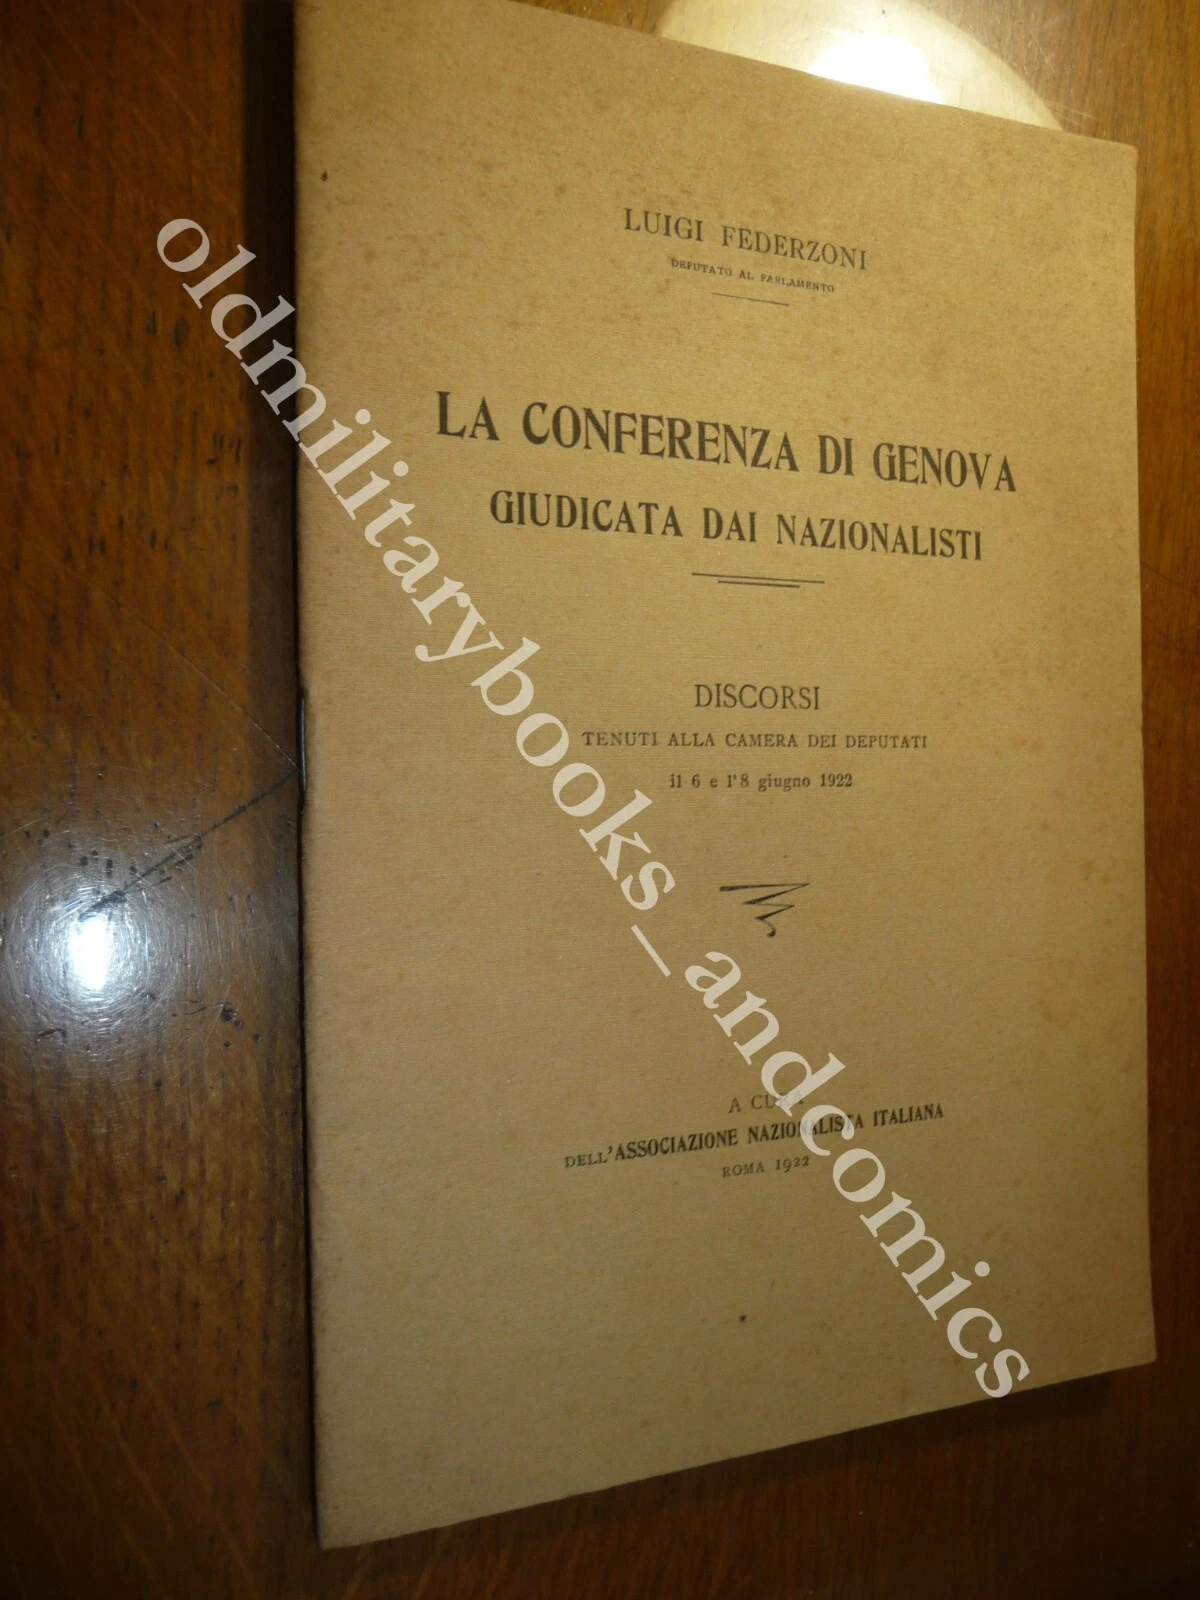 LUIGI FEDERZONI
DEPUTATO AL PARLAMENTO
LA CONFERENZA DI GENOVA
GIUDICATA DAI NAZIONALISTI
DISCORSI
TENUTI ALLA CAMERA DEI DEPUTATI
il 6 e l'8 giugno 1922
A CURA
DELL'ASSOCIAZIONE NAZIONALISTA ITALIANA
ROMA 1922
oldmilitarybooks_andcomics